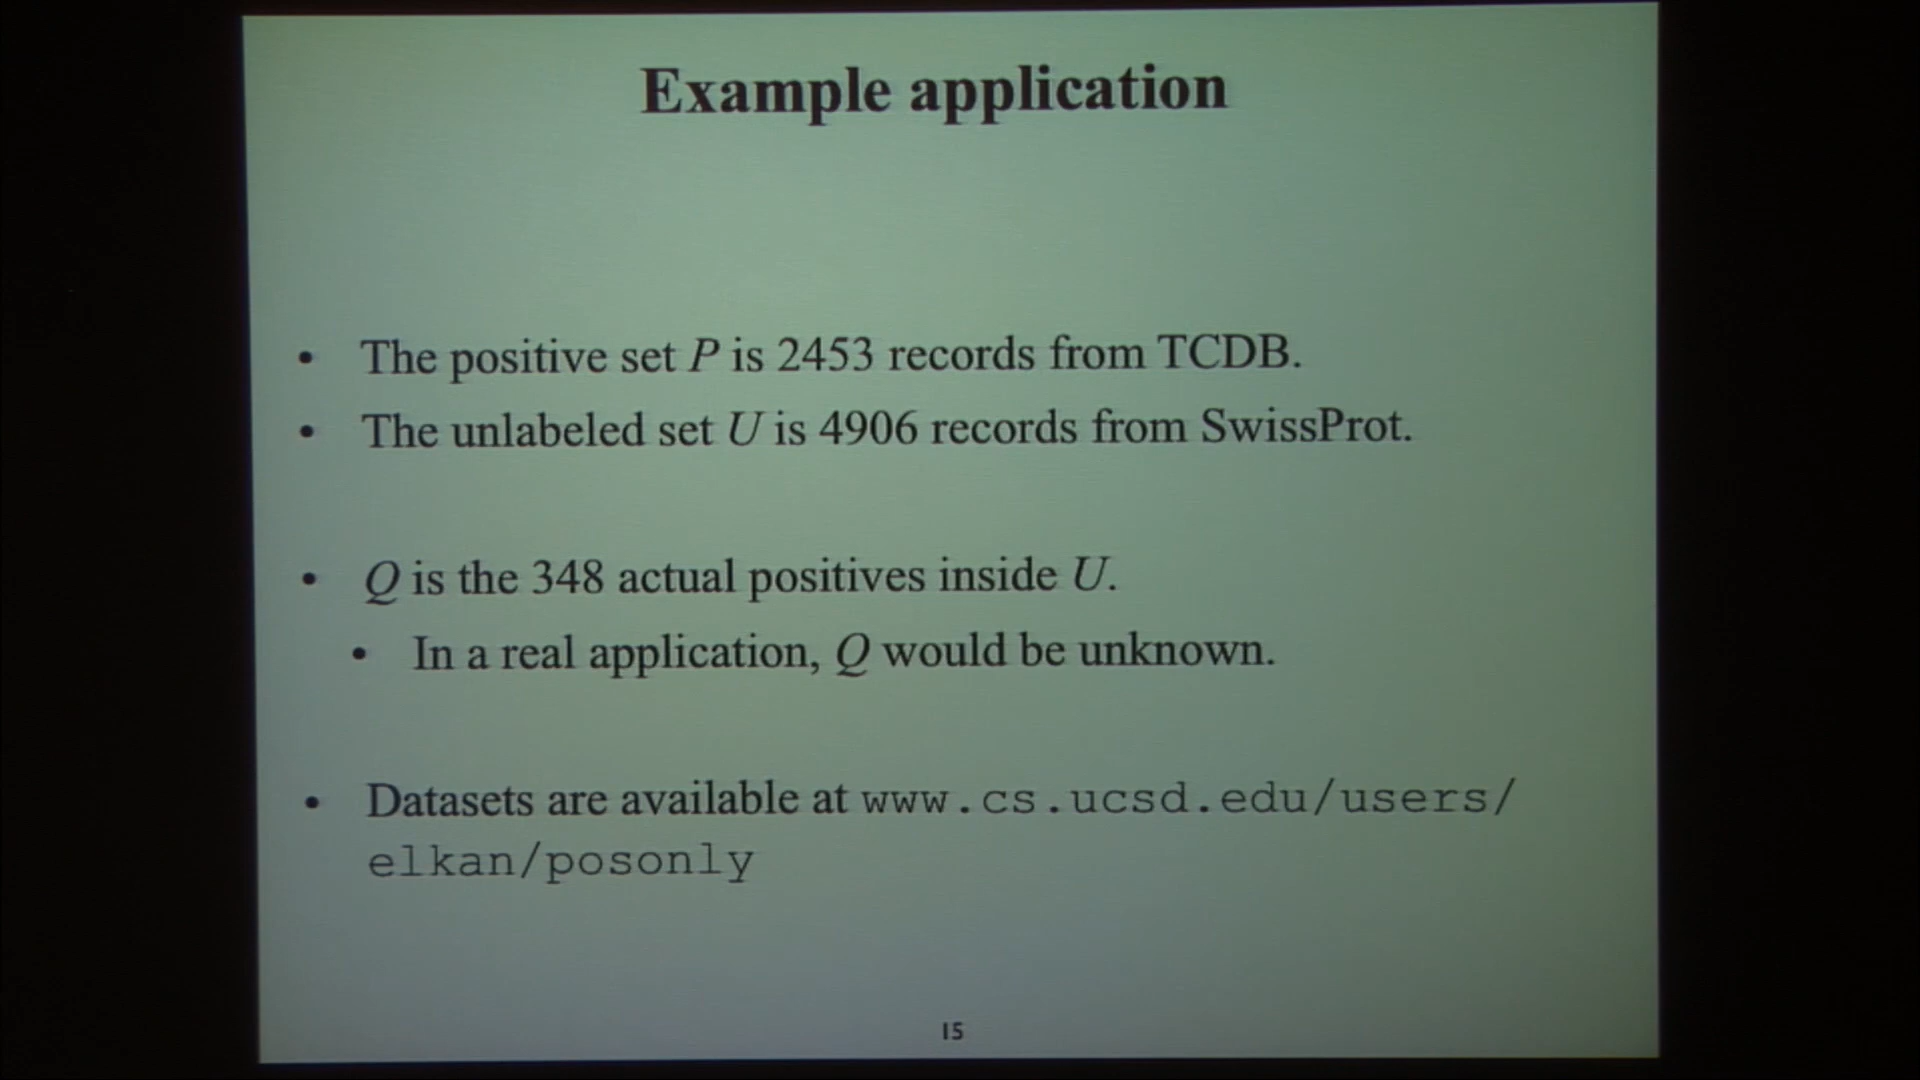 Example application
• The positive set P is 2453 records from TCDB.
• The unlabeled set U is 4906 records from SwissProt.
• Q is the 348 actual positives inside U.
• In a real application, Q would be unknown.
• Datasets are available at www.cs.ucsd.edu/users/
elkan/posonly
15